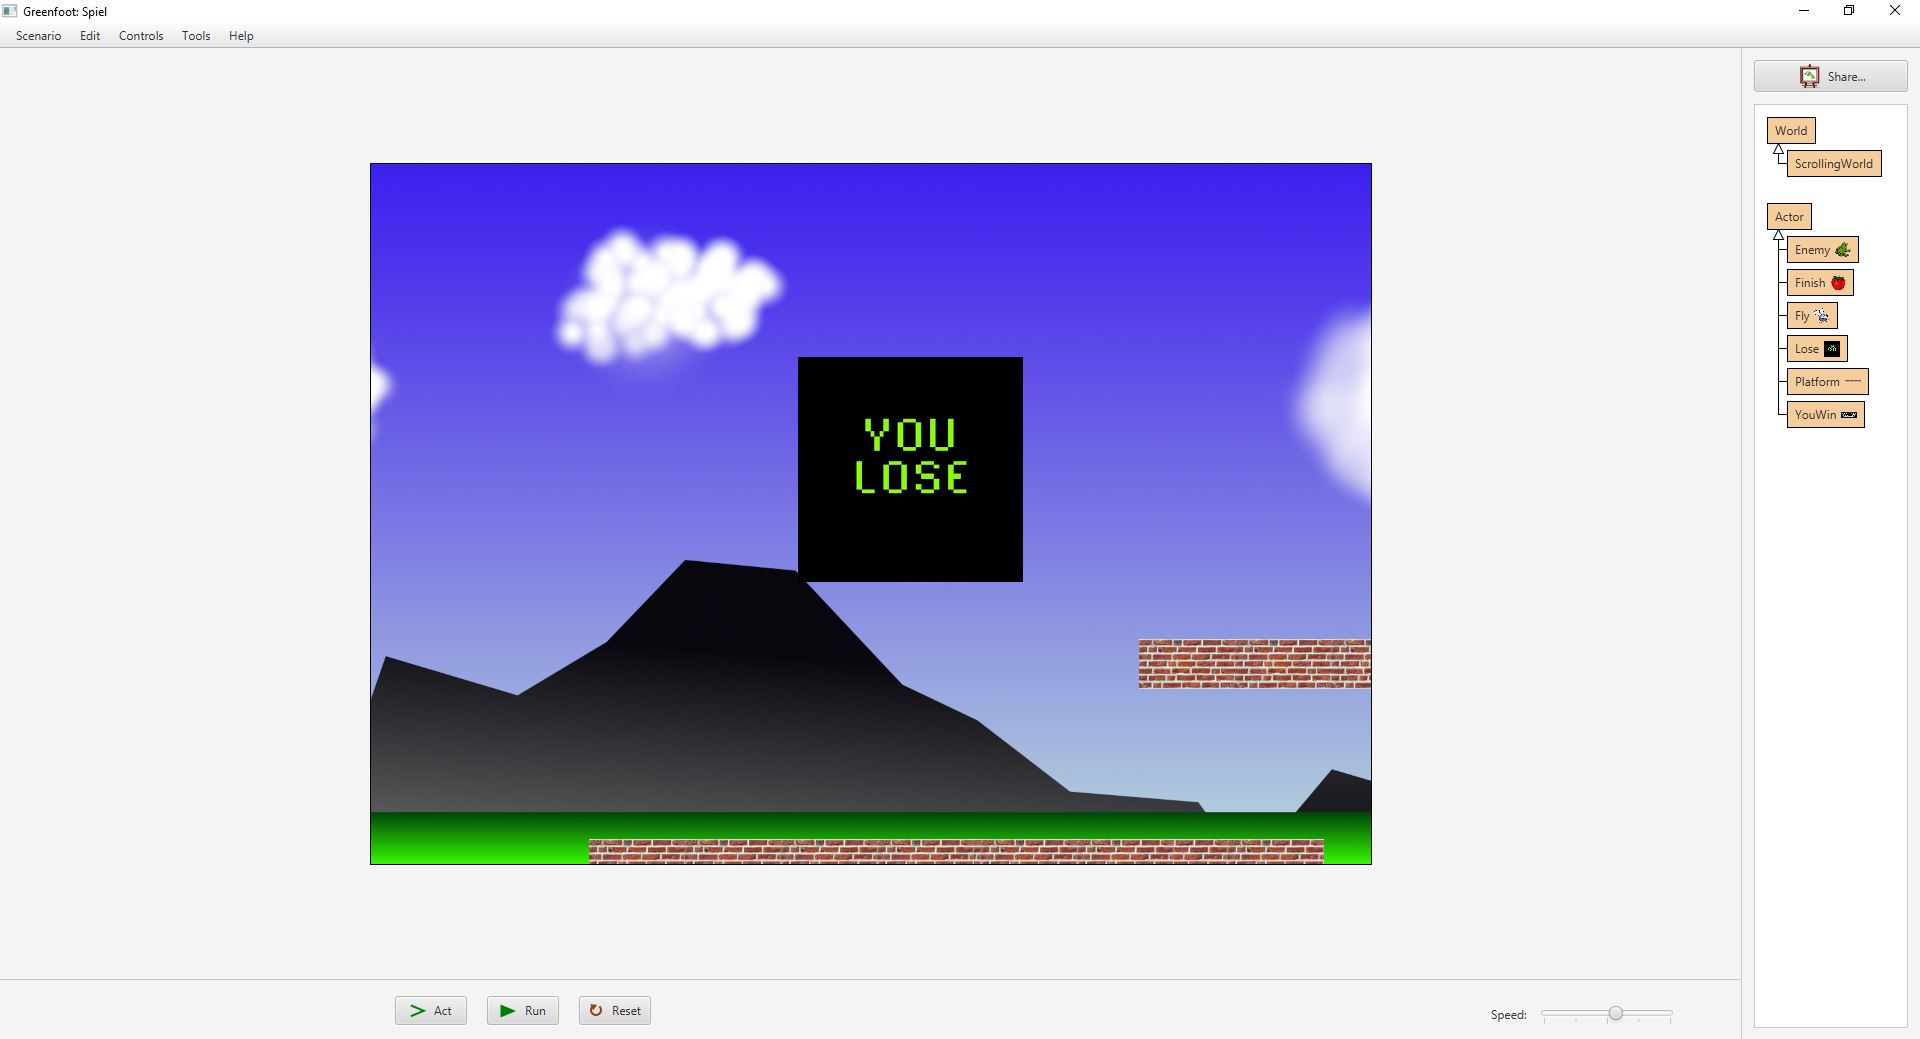 Greenfoot: Spiel
Scenario Edit Controls Tools Help
Share...
World
ScrollingWorld
Actor
Enemy
Finish
Fly
Lose
Platform
YouWin
YOU
LOSE
Act
Run
Reset
Speed: